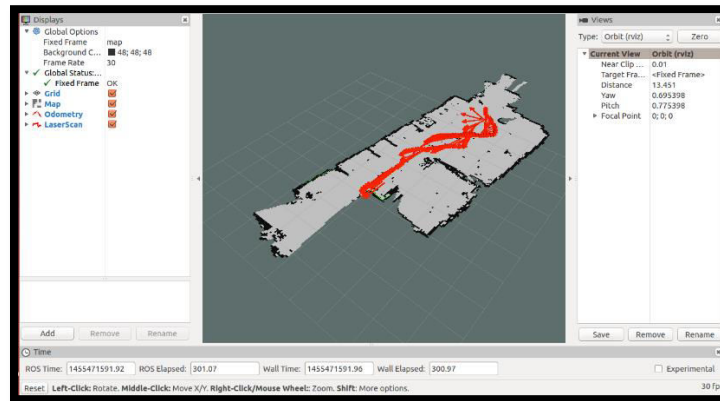 Displays
Global Options
Fixed Frame map
Background C... 48; 48; 48
Frame Rate 30
Global Status:...
Fixed Frame OK
Grid
Map
Odometry
LaserScan
Add Remove Rename
Views
Type: Orbit (rviz) Zero
Current View Orbit (rviz)
Near Clip ... 0.01
Target Fra... <Fixed Frame>
Distance 13.451
Yaw 0.695398
Pitch 0.775398
Focal Point 0; 0; 0
Save Remove Rename
Time
ROS Time: 1455471591.92 ROS Elapsed: 301.07 Wall Time: 1455471591.96 Wall Elapsed: 300.97 Experimental
Reset Left-Click: Rotate. Middle-Click: Move X/Y. Right-Click/Mouse Wheel:: Zoom. Shift: More options. 30 fp